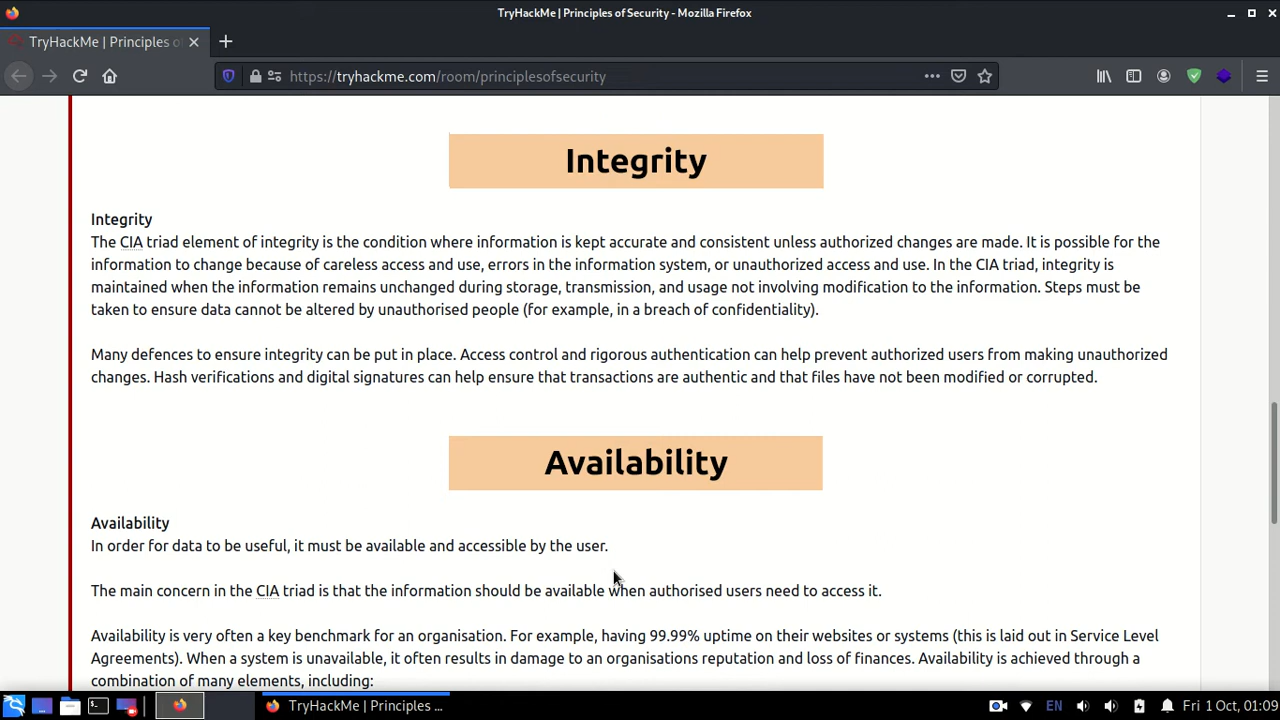 TryHackMe | Principles of Security - Mozilla Firefox
TryHackMe | Principles o
https://tryhackme.com/room/principlesofsecurity
Integrity
Integrity
The CIA triad element of integrity is the condition where information is kept accurate and consistent unless authorized changes are made. It is possible for the
information to change because of careless access and use, errors in the information system, or unauthorized access and use. In the CIA triad, integrity is
maintained when the information remains unchanged during storage, transmission, and usage not involving modification to the information. Steps must be
taken to ensure data cannot be altered by unauthorised people (for example, in a breach of confidentiality).
Many defences to ensure integrity can be put in place. Access control and rigorous authentication can help prevent authorized users from making unauthorized
changes. Hash verifications and digital signatures can help ensure that transactions are authentic and that files have not been modified or corrupted.
Availability
Availability
In order for data to be useful, it must be available and accessible by the user.
The main concern in the CIA triad is that the information should be available when authorised users need to access it.
Availability is very often a key benchmark for an organisation. For example, having 99.99% uptime on their websites or systems (this is laid out in Service Level
Agreements). When a system is unavailable, it often results in damage to an organisations reputation and loss of finances. Availability is achieved through a
combination of many elements, including:
TryHackMe | Principles ...
EN
Fri 1 Oct, 01:09